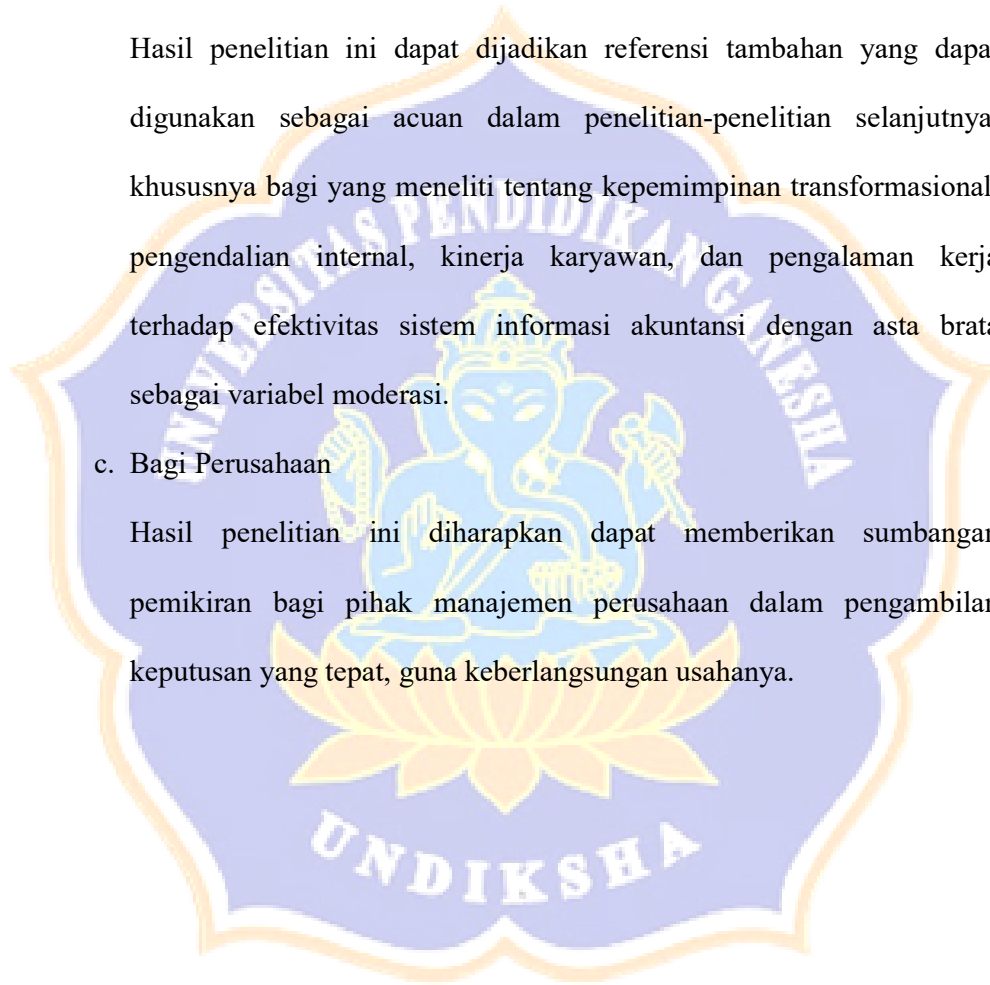 Hasil penelitian ini dapat dijadikan referensi tambahan yang dapa
digunakan sebagai acuan dalam penelitian-penelitian selanjutnya
khususnya bagi yang meneliti tentang kepemimpinan transformasional
pengendalian internal, kinerja karyawan, dan pengalaman kerja
terhadap efektivitas sistem informasi akuntansi dengan asta brata
sebagai variabel moderasi.
c. Bagi Perusahaan
Hasil penelitian ini diharapkan dapat memberikan sumbangan
pemikiran bagi pihak manajemen perusahaan dalam pengambilan
keputusan yang tepat, guna keberlangsungan usahanya.
UNIVERSITAS PENDIDIKAN GANESHA
UNDIKSHA